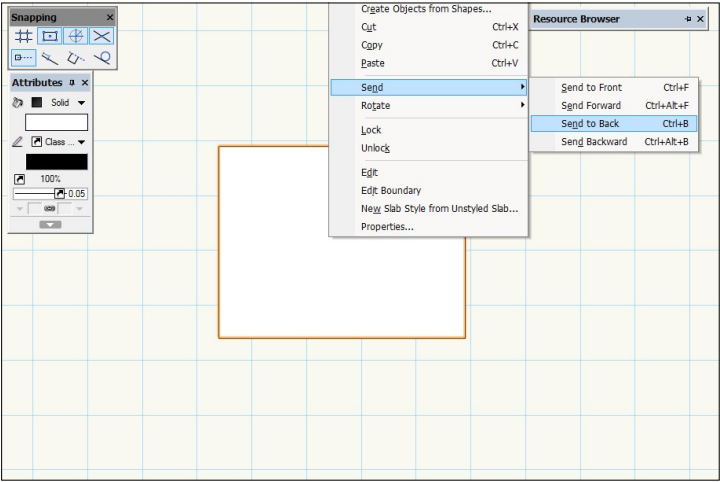 Snapping
Attributes
Solid
Class ...
100%
0.05
Create Objects from Shapes...
Cut Ctrl+X
Copy Ctrl+C
Paste Ctrl+V
Send
Rotate
Lock
Unlock
Edit
Edit Boundary
New Slab Style from Unstyled Slab...
Properties...
Resource Browser
Send to Front Ctrl+F
Send Forward Ctrl+Alt+F
Send to Back Ctrl+B
Send Backward Ctrl+Alt+B